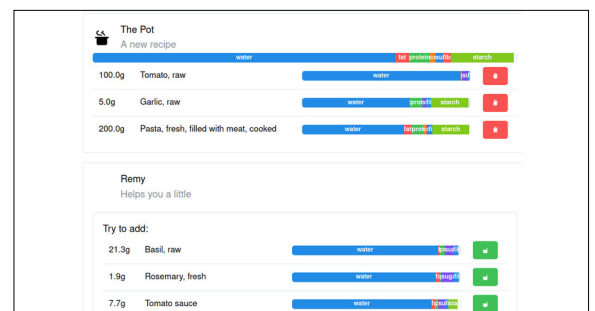 The Pot
A new recipe
water fat protein starch
100.0g Tomato, raw water
5.0g Garlic, raw water starch
200.0g Pasta, fresh, filled with meat, cooked water starch
Remy
Helps you a little
Try to add:
21.3g Basil, raw water
1.9g Rosemary, fresh water
7.7g Tomato sauce water